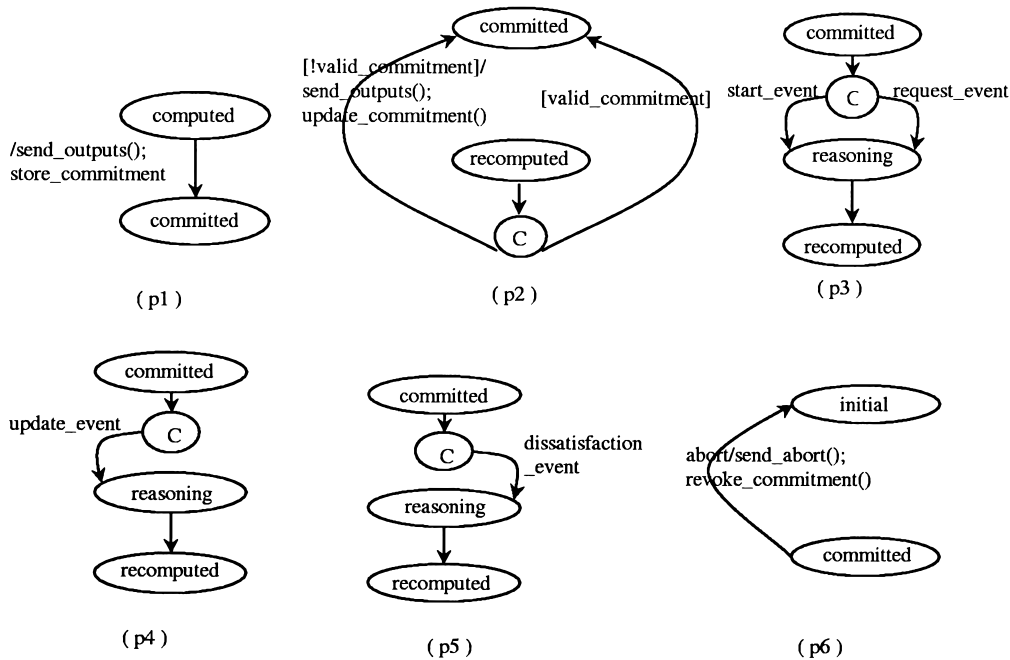 computed
/send_outputs();
store_commitment
committed
( p1 )
committed
[!valid_commitment]/
send_outputs();
update_commitment()
[valid_commitment]
recomputed
C
( p2 )
committed
start_event
C
request_event
reasoning
recomputed
( p3 )
committed
update_event
C
reasoning
recomputed
( p4 )
committed
C
dissatisfaction
_event
reasoning
recomputed
( p5 )
initial
abort/send_abort();
revoke_commitment()
committed
( p6 )